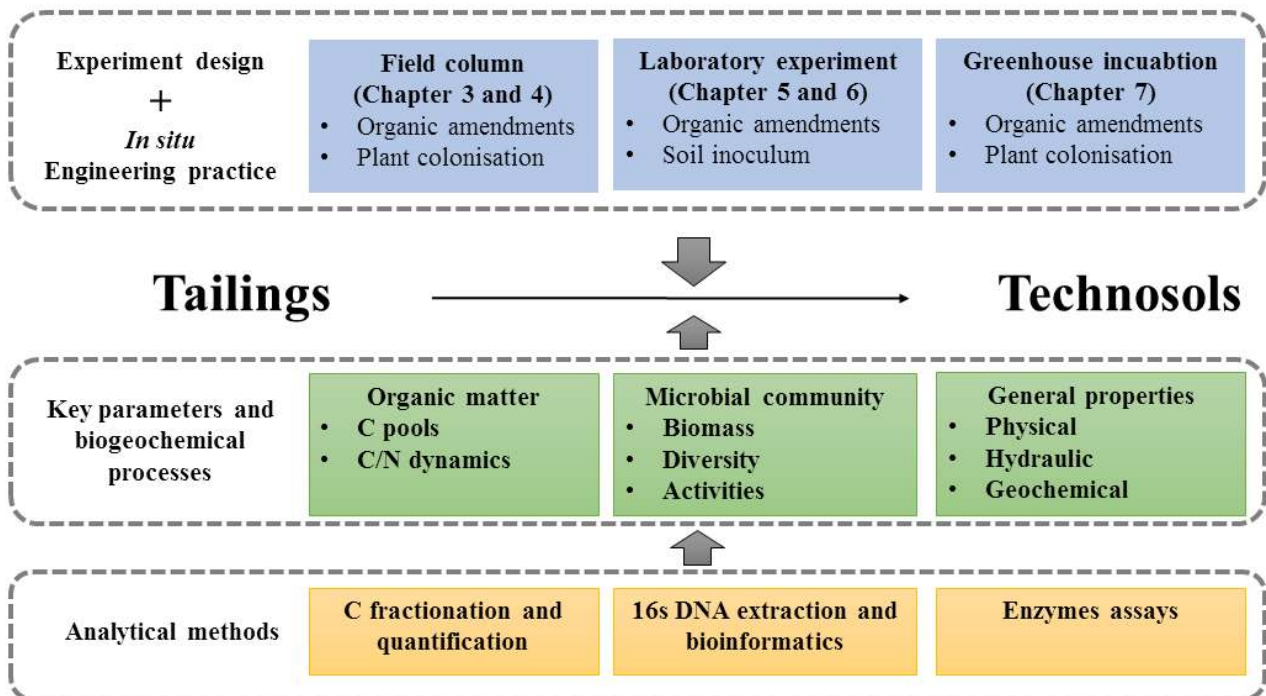 Experiment design
+
In situ
Engineering practice
Field column
(Chapter 3 and 4)
• Organic amendments
• Plant colonisation
Laboratory experiment
(Chapter 5 and 6)
• Organic amendments
• Soil inoculum
Greenhouse incuabtion
(Chapter 7)
• Organic amendments
• Plant colonisation
Tailings
Technosols
Key parameters and
biogeochemical
processes
Organic matter
• C pools
• C/N dynamics
Microbial community
• Biomass
• Diversity
• Activities
General properties
• Physical
• Hydraulic
• Geochemical
Analytical methods
C fractionation and
quantification
16s DNA extraction and
bioinformatics
Enzymes assays